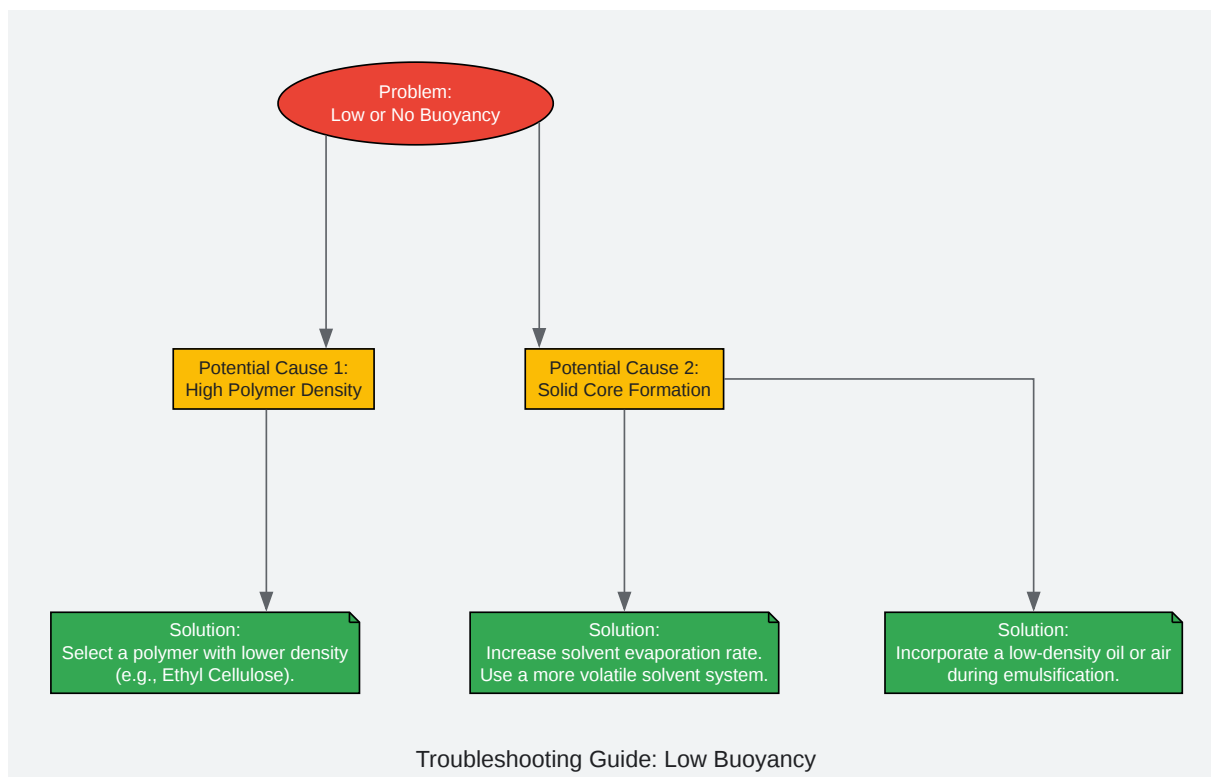 Problem:
Low or No Buoyancy
Potential Cause 1:
High Polymer Density
Potential Cause 2:
Solid Core Formation
Solution:
Select a polymer with lower density
(e.g., Ethyl Cellulose).
Solution:
Increase solvent evaporation rate.
Use a more volatile solvent system.
Solution:
Incorporate a low-density oil or air
during emulsification.
Troubleshooting Guide: Low Buoyancy